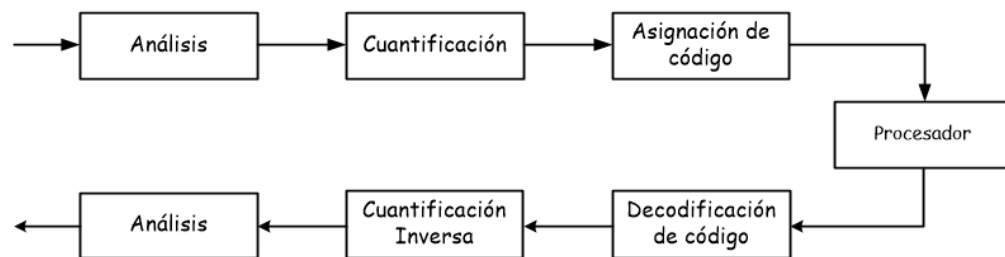 Análisis
Cuantificación
Asignación de
código
Procesador
Análisis
Cuantificación
Inversa
Decodificación
de código